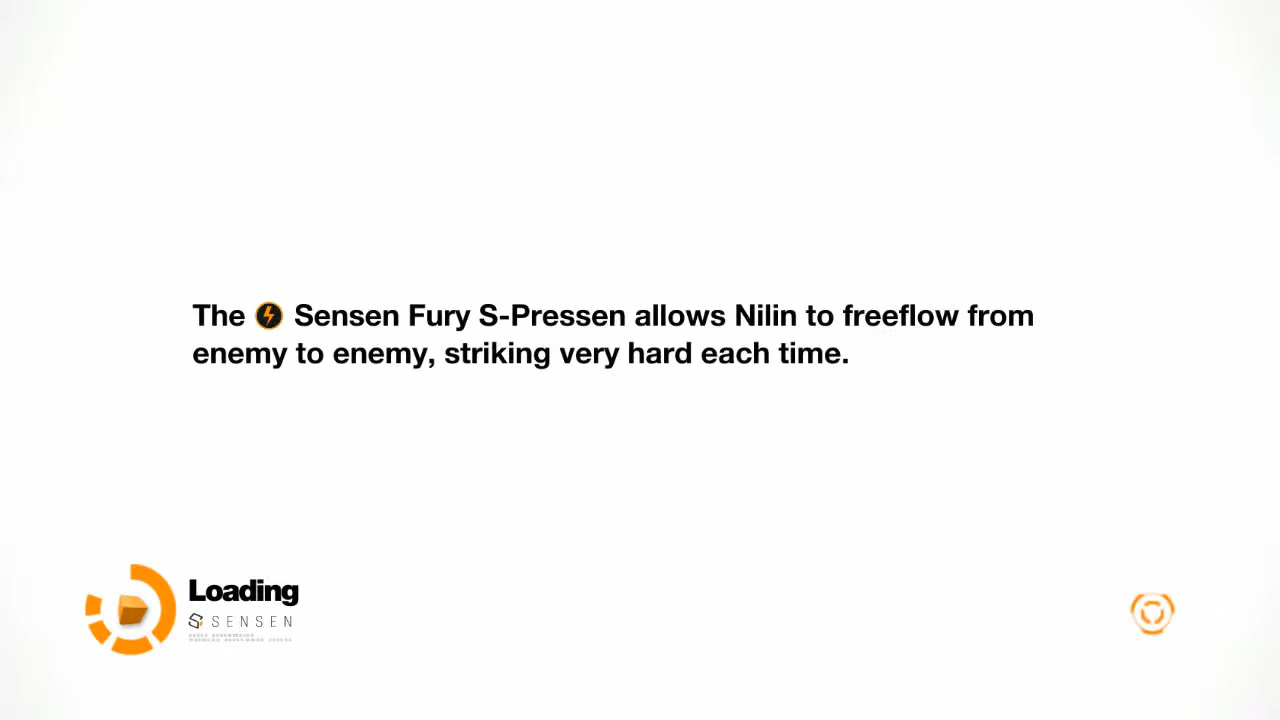 The Sensen Fury S-Pressen allows Nilin to freeflow from
enemy to enemy, striking very hard each time.
Loading
SENSEN